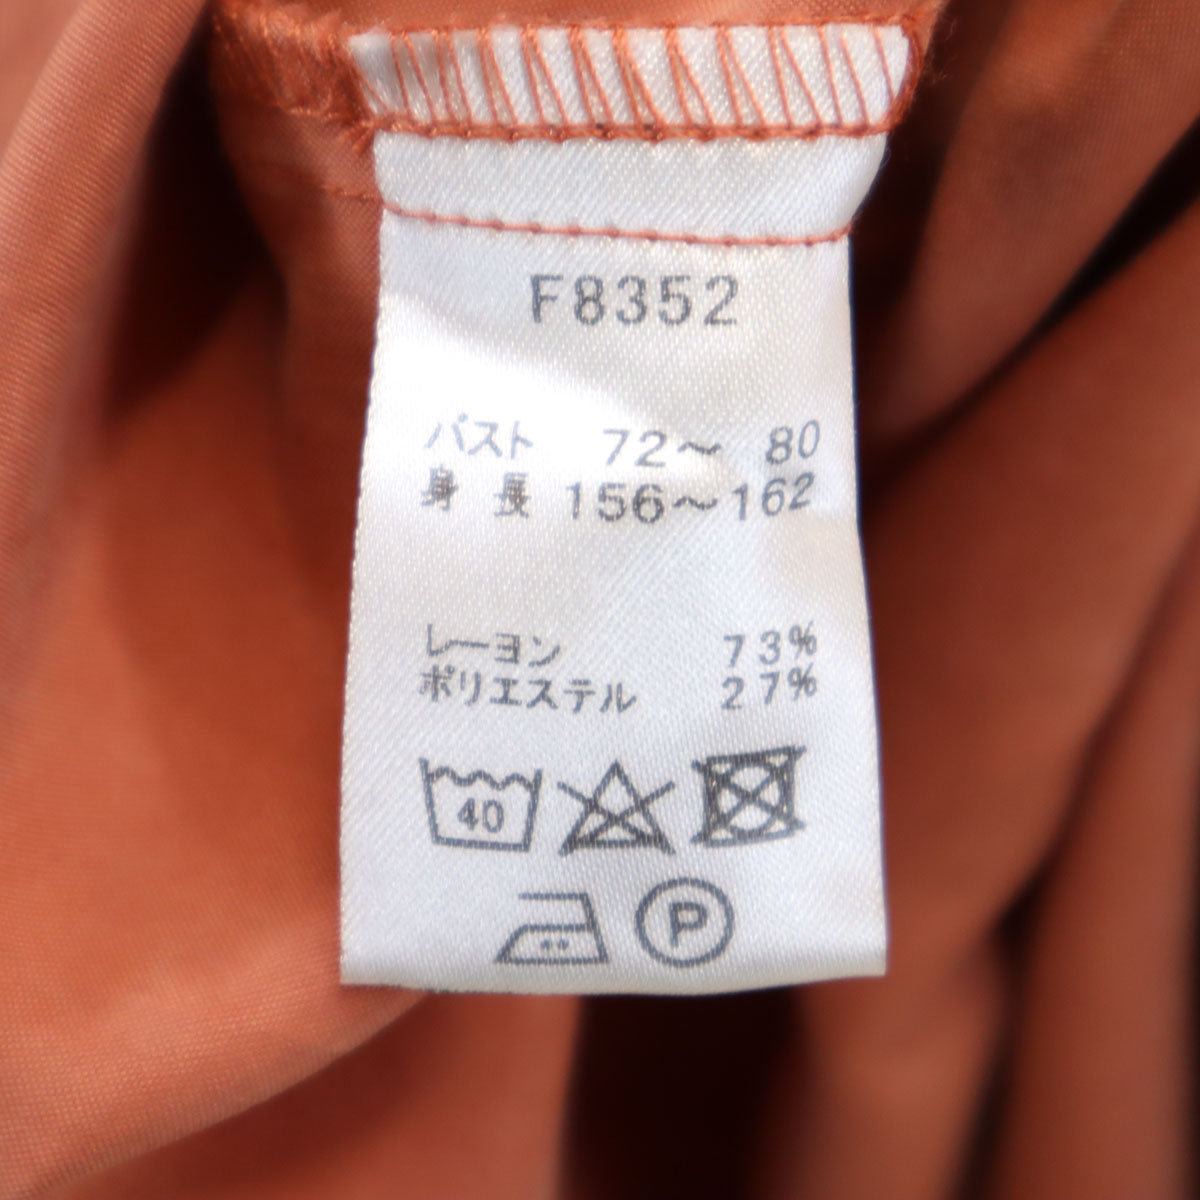 F8352
バスト 72～ 80
身 長 156～162
レーヨン 73%
ポリエステル 27%
40
P